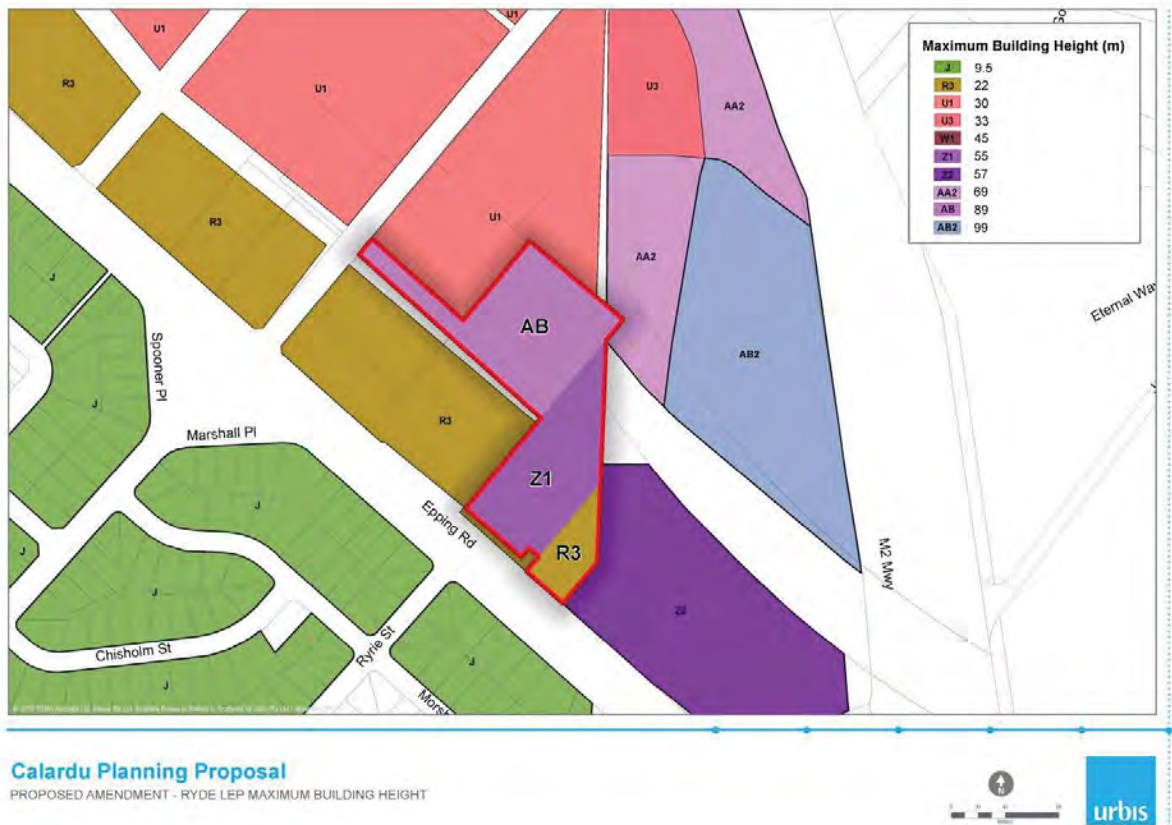 U1
U1
R3
U1
U3
AA2
R3
U1
AA2
J
AB
AB2
Spooner Pl
J
R3
Marshall Pl
Z1
J
Epping Rd
R3
M2 Mwy
J
J
Z2
Chisholm St
Ryrie St
J
J
Eternal Wa
So
Maximum Building Height (m)
J 9.5
R3 22
U1 30
U3 33
W1 45
Z1 55
Z2 57
AA2 69
AB 89
AB2 99
Calardu Planning Proposal
PROPOSED AMENDMENT - RYDE LEP MAXIMUM BUILDING HEIGHT
N
urbis